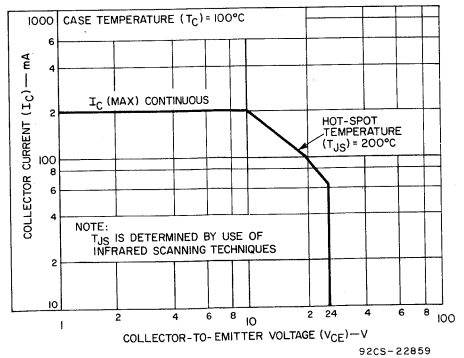 1000
CASE TEMPERATURE (TC) = 100°C
6
4
IC (MAX) CONTINUOUS
2
HOT-SPOT
TEMPERATURE
(TJS) = 200°C
100
8
6
4
NOTE:
TJS IS DETERMINED BY USE OF
INFRARED SCANNING TECHNIQUES
2
10
COLLECTOR CURRENT (IC) — mA
1 2 4 6 8 10 2 24 4 6 8 100
COLLECTOR-TO-EMITTER VOLTAGE (VCE) — V
92CS-22859